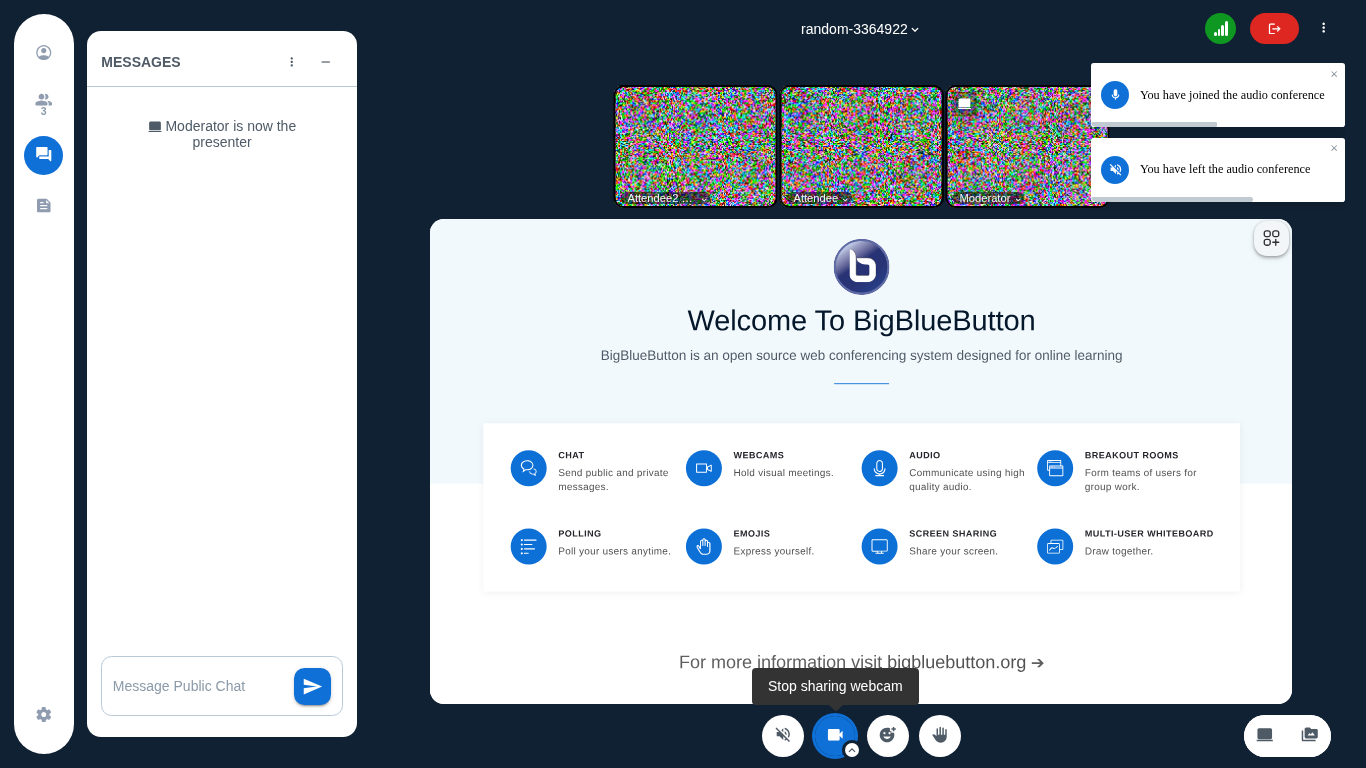 random-3364922
3
MESSAGES
Moderator is now the
presenter
Message Public Chat
Attendee2 ...
Attendee
Moderator
You have joined the audio conference
You have left the audio conference
Welcome To BigBlueButton
BigBlueButton is an open source web conferencing system designed for online learning
CHAT
Send public and private
messages.
WEBCAMS
Hold visual meetings.
AUDIO
Communicate using high
quality audio.
BREAKOUT ROOMS
Form teams of users for
group work.
POLLING
Poll your users anytime.
EMOJIS
Express yourself.
SCREEN SHARING
Share your screen.
MULTI-USER WHITEBOARD
Draw together.
For more information visit bigbluebutton.org ➔
Stop sharing webcam